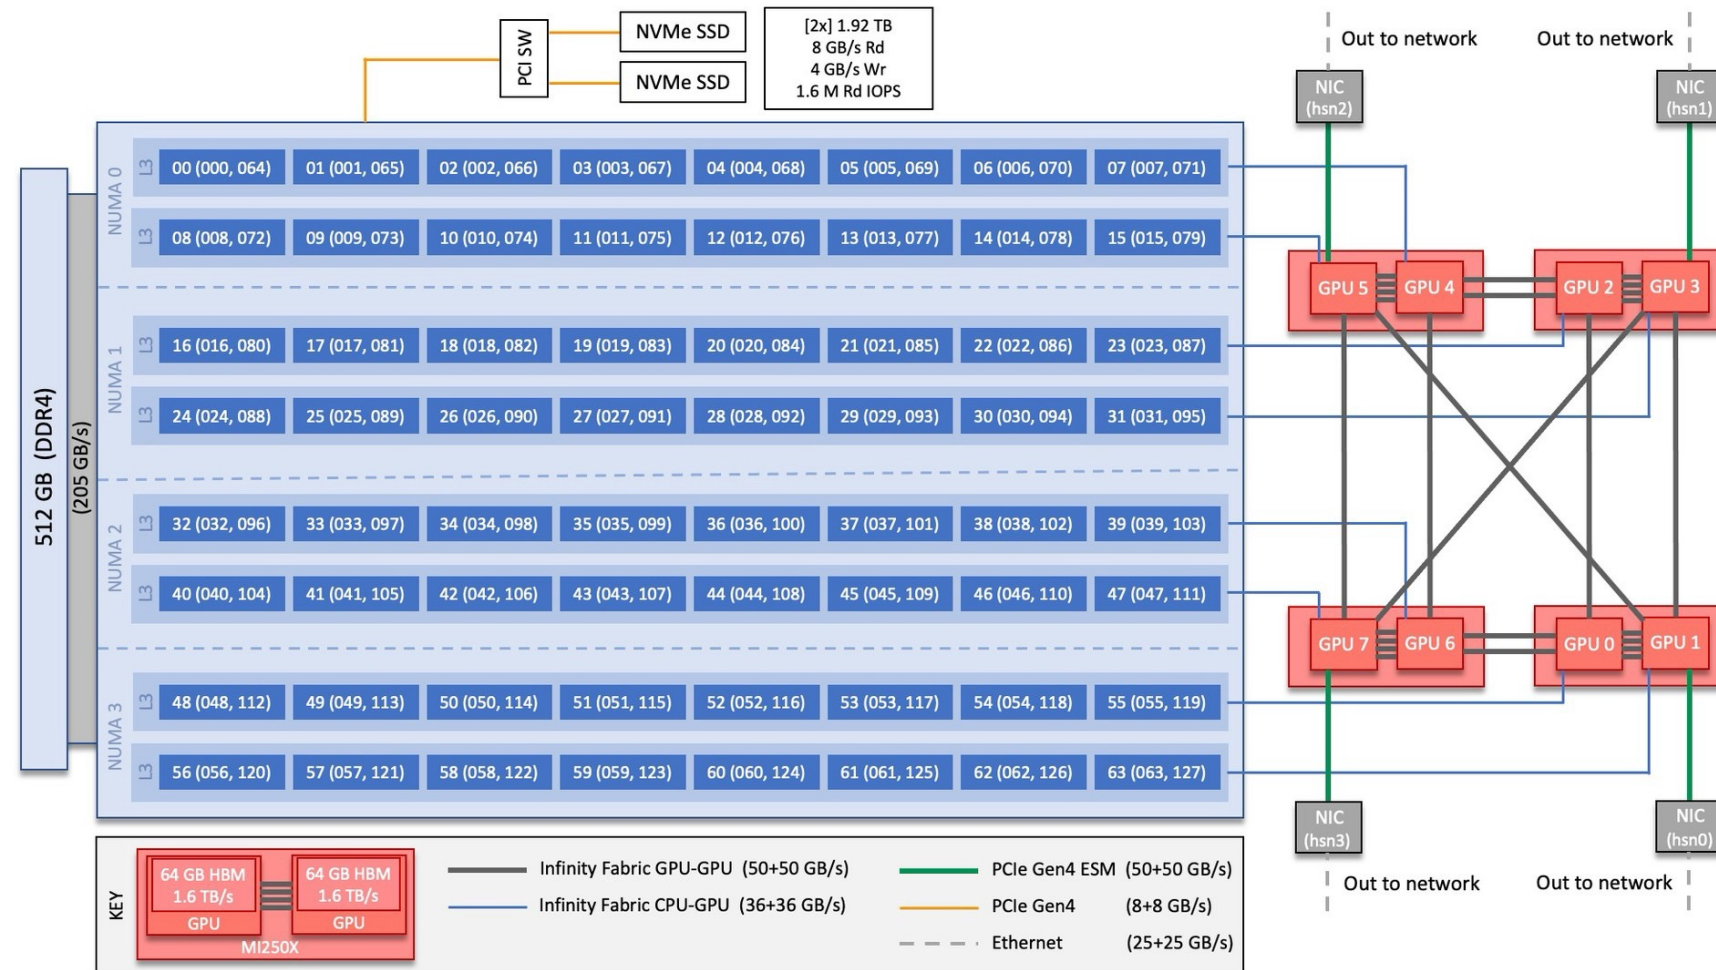 NVMe SSD
NVMe SSD
PCI SW
[2x] 1.92 TB
8 GB/s Rd
4 GB/s Wr
1.6 M Rd IOPS
Out to network
Out to network
NIC
(hsn2)
NIC
(hsn1)
512 GB (DDR4)
(205 GB/s)
NUMA 0
L3
00 (000, 064) 01 (001, 065) 02 (002, 066) 03 (003, 067) 04 (004, 068) 05 (005, 069) 06 (006, 070) 07 (007, 071)
L3
08 (008, 072) 09 (009, 073) 10 (010, 074) 11 (011, 075) 12 (012, 076) 13 (013, 077) 14 (014, 078) 15 (015, 079)
NUMA 1
L3
16 (016, 080) 17 (017, 081) 18 (018, 082) 19 (019, 083) 20 (020, 084) 21 (021, 085) 22 (022, 086) 23 (023, 087)
L3
24 (024, 088) 25 (025, 089) 26 (026, 090) 27 (027, 091) 28 (028, 092) 29 (029, 093) 30 (030, 094) 31 (031, 095)
NUMA 2
L3
32 (032, 096) 33 (033, 097) 34 (034, 098) 35 (035, 099) 36 (036, 100) 37 (037, 101) 38 (038, 102) 39 (039, 103)
L3
40 (040, 104) 41 (041, 105) 42 (042, 106) 43 (043, 107) 44 (044, 108) 45 (045, 109) 46 (046, 110) 47 (047, 111)
NUMA 3
L3
48 (048, 112) 49 (049, 113) 50 (050, 114) 51 (051, 115) 52 (052, 116) 53 (053, 117) 54 (054, 118) 55 (055, 119)
L3
56 (056, 120) 57 (057, 121) 58 (058, 122) 59 (059, 123) 60 (060, 124) 61 (061, 125) 62 (062, 126) 63 (063, 127)
GPU 5 GPU 4 GPU 2 GPU 3
GPU 7 GPU 6 GPU 0 GPU 1
NIC
(hsn3)
NIC
(hsn0)
Out to network
Out to network
KEY
64 GB HBM
1.6 TB/s
GPU
64 GB HBM
1.6 TB/s
GPU
MI250X
Infinity Fabric GPU-GPU (50+50 GB/s)
Infinity Fabric CPU-GPU (36+36 GB/s)
PCIe Gen4 ESM (50+50 GB/s)
PCIe Gen4 (8+8 GB/s)
Ethernet (25+25 GB/s)